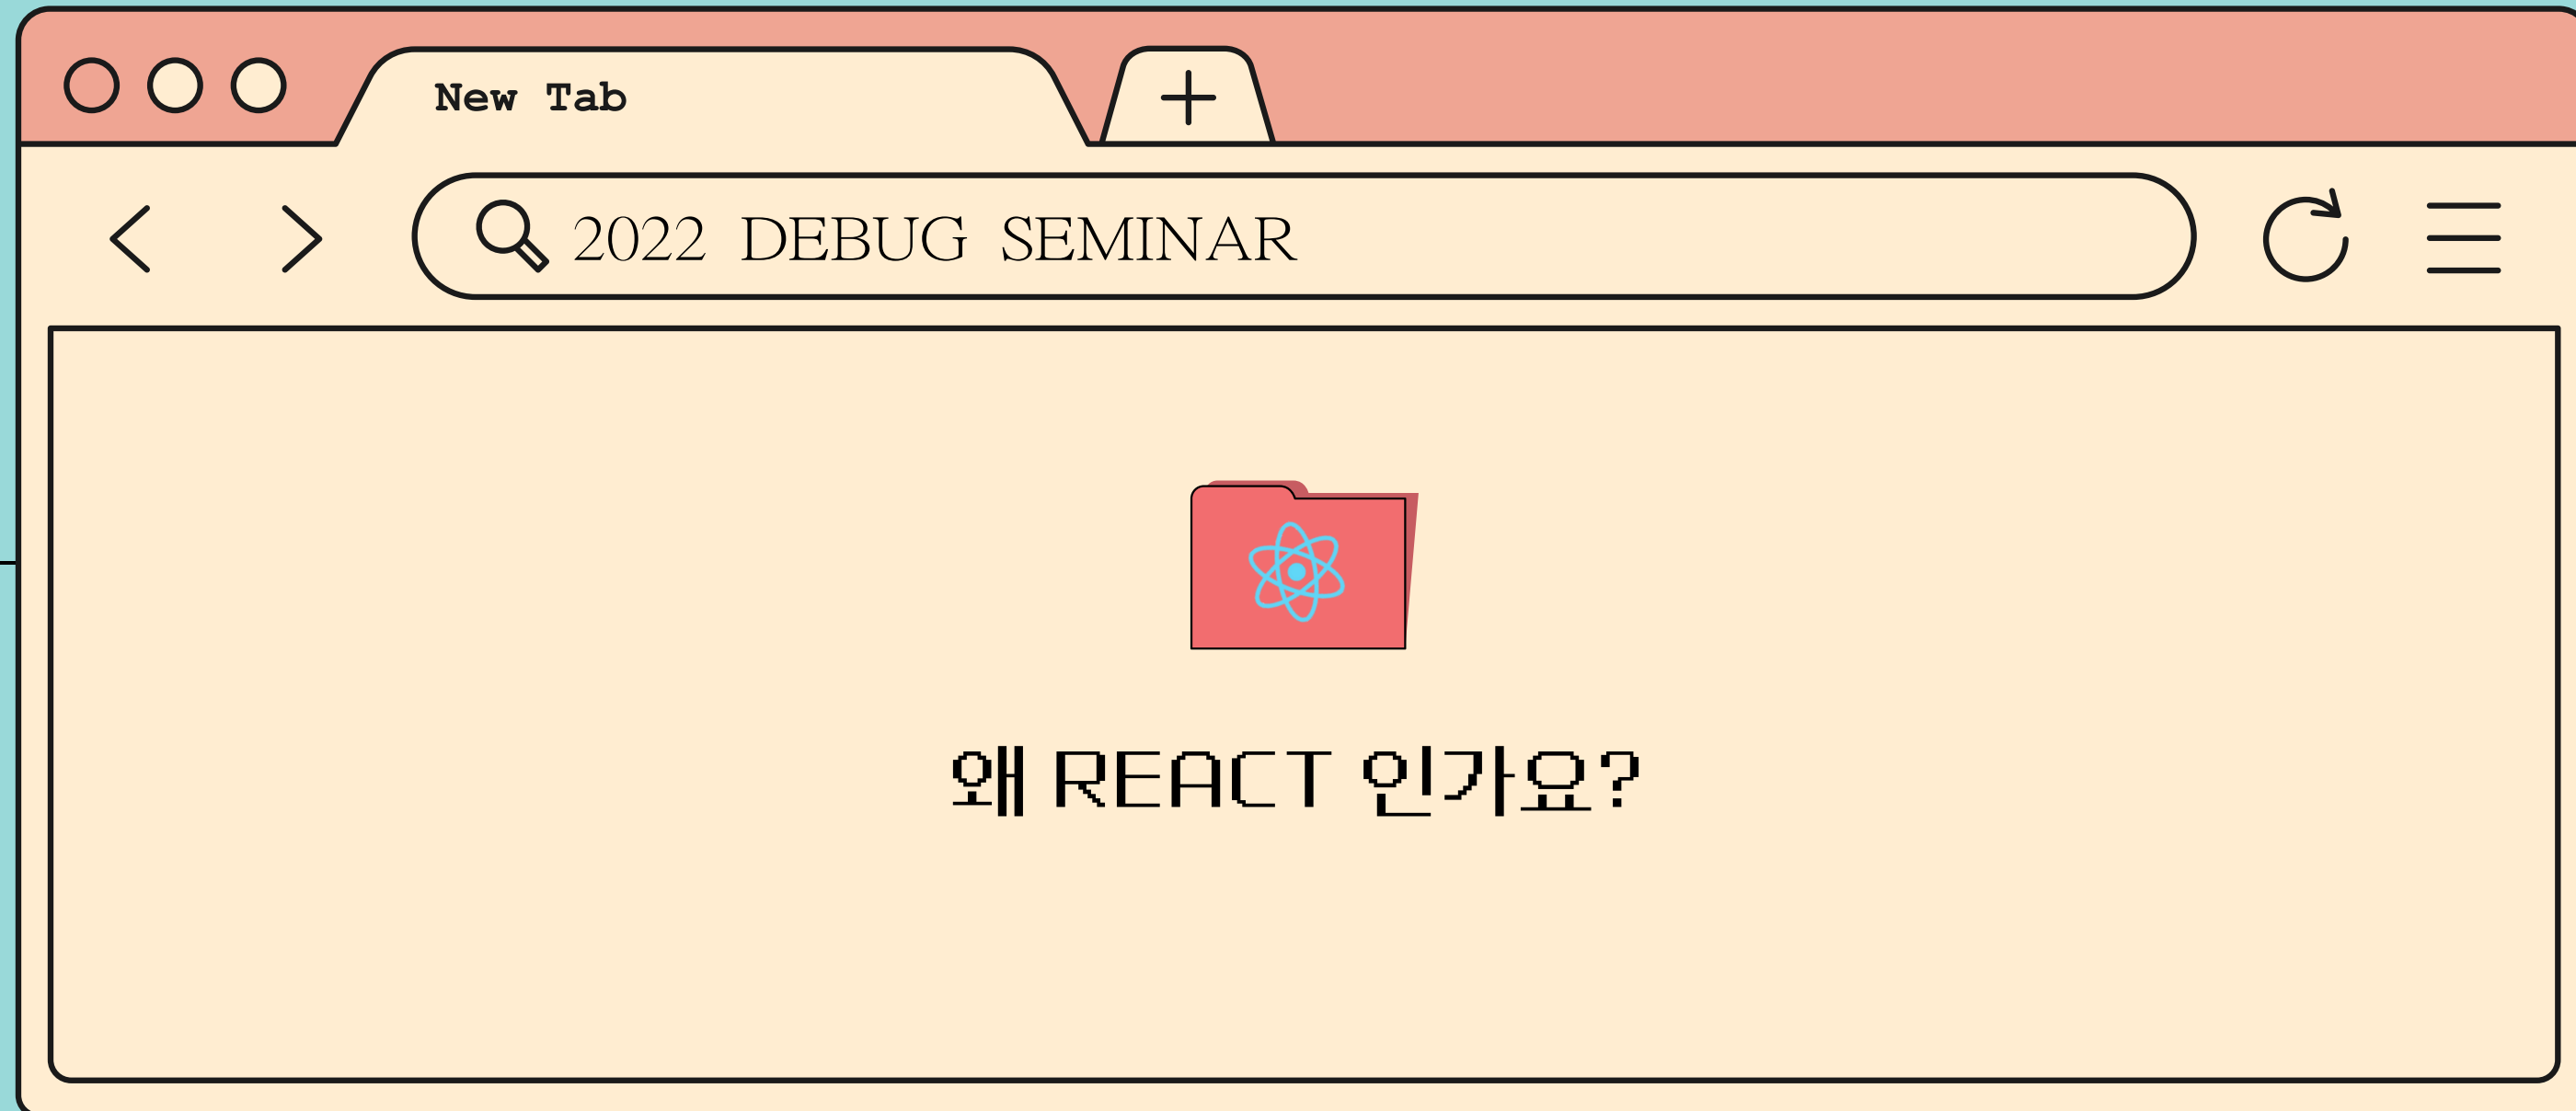 New Tab
2022 DEBUG SEMINAR
왜 REACT 인가요?